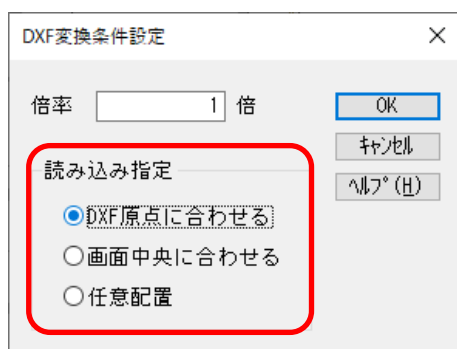 DXF変換条件設定
倍率 1 倍
OK
キャンセル
ヘルプ(H)
読み込み指定
DXF原点に合わせる
画面中央に合わせる
任意配置